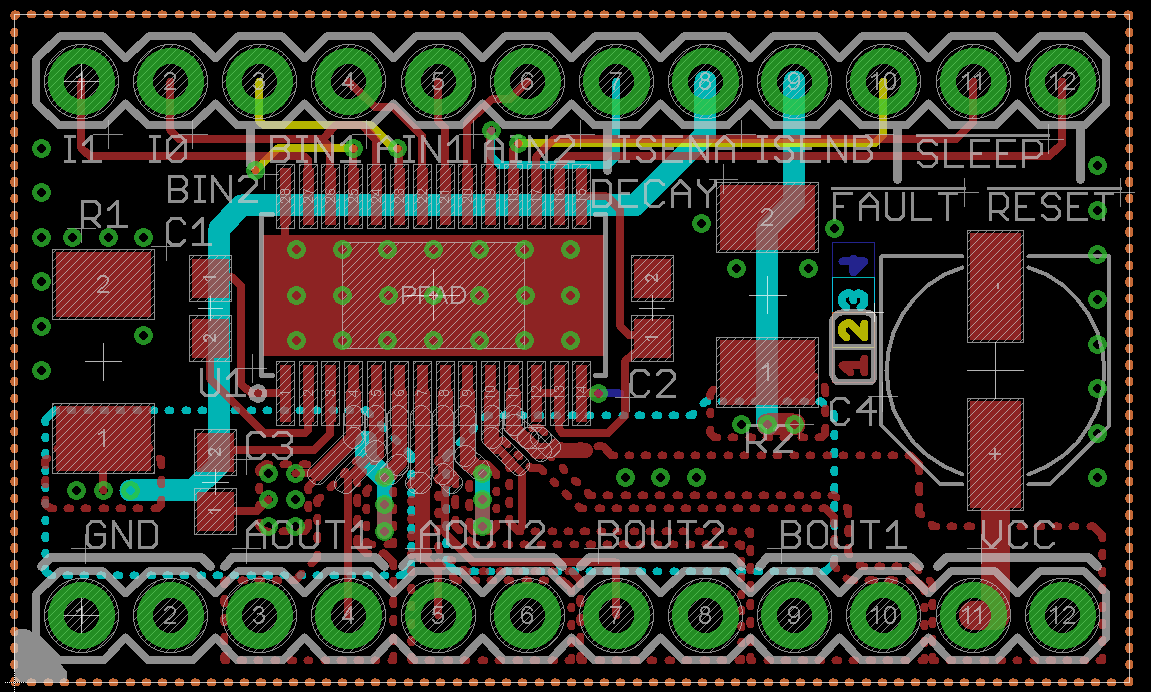 1 2 3 4 5 6 7 8 9 10 11 12
I1 I0 BIN1 AIN1 AIN2 ISENA ISENB SLEEP
BIN2 DECAY FAULT RESET
R1 C1
2 1 PPAD 2 2 -
4
3
2
1
2 1
U1 C2 1 C4
1 2 C3 R2 +
1
GND AOUT1 AOUT2 BOUT2 BOUT1 VCC
1 2 3 4 5 6 7 8 9 10 11 12